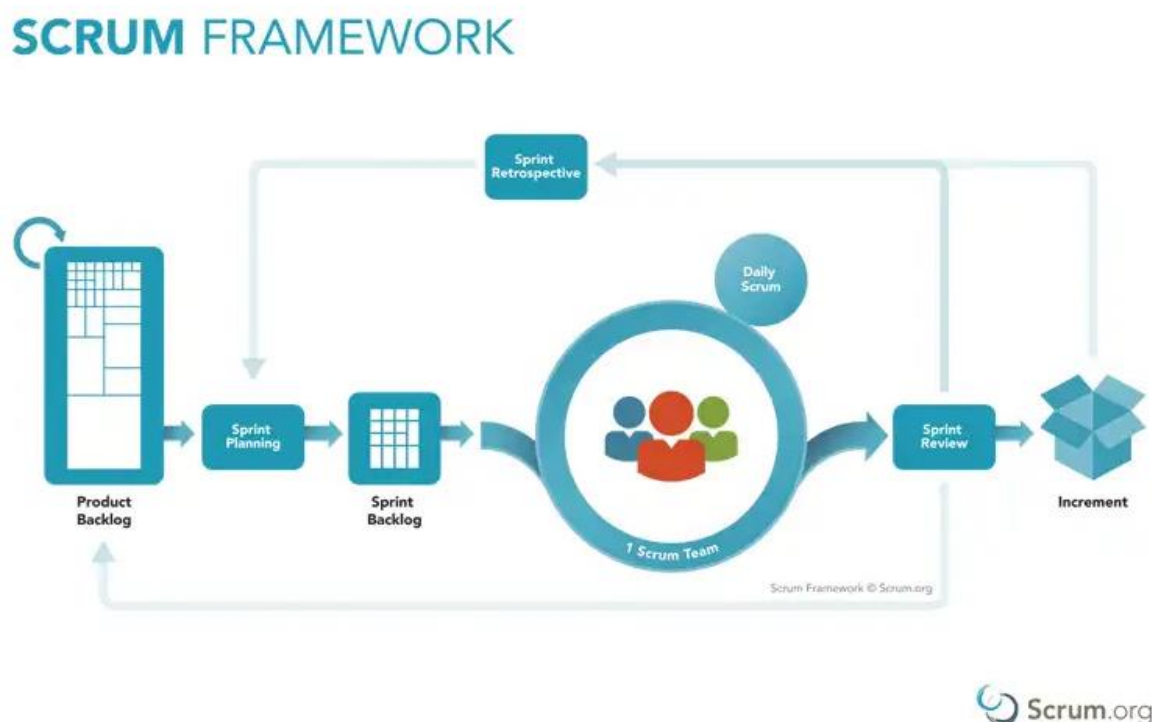 SCRUM FRAMEWORK
Sprint
Retrospective
Daily
Scrum
Sprint
Planning
Sprint
Review
Product
Backlog
Sprint
Backlog
Increment
1 Scrum Team
Scrum Framework © Scrum.org
Scrum.org